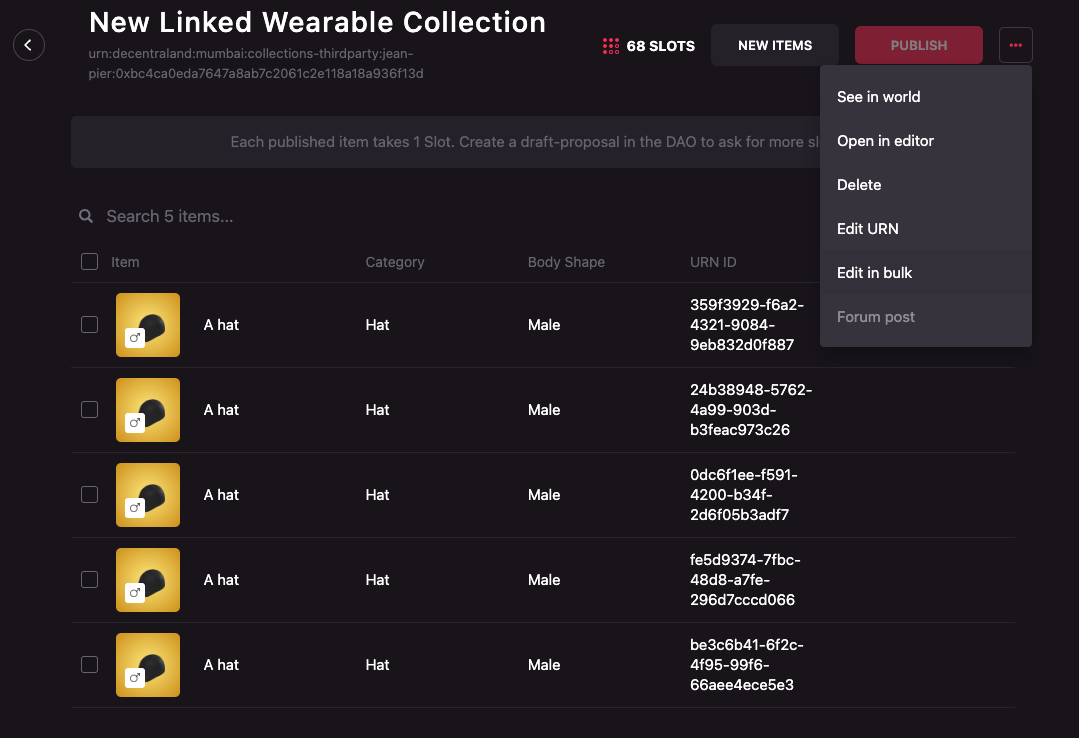 New Linked Wearable Collection
urn:decentraland:mumbai:collections-thirdparty:jean-
pier:0xbc4ca0eda7647a8ab7c2061c2e118a18a936f13d
68 SLOTS
NEW ITEMS
PUBLISH
See in world
Open in editor
Delete
Edit URN
Edit in bulk
Forum post
Each published item takes 1 Slot. Create a draft-proposal in the DAO to ask for more
Search 5 items...
Item Category Body Shape URN ID
A hat Hat Male
359f3929-f6a2-
4321-9084-
9eb832d0f887
A hat Hat Male
24b38948-5762-
4a99-903d-
b3feac973c26
A hat Hat Male
0dc6f1ee-f591-
4200-b34f-
2d6f05b3adf7
A hat Hat Male
fe5d9374-7fbc-
48d8-a7fe-
296d7cccd066
A hat Hat Male
be3c6b41-6f2c-
4f95-99f6-
66aee4ece5e3